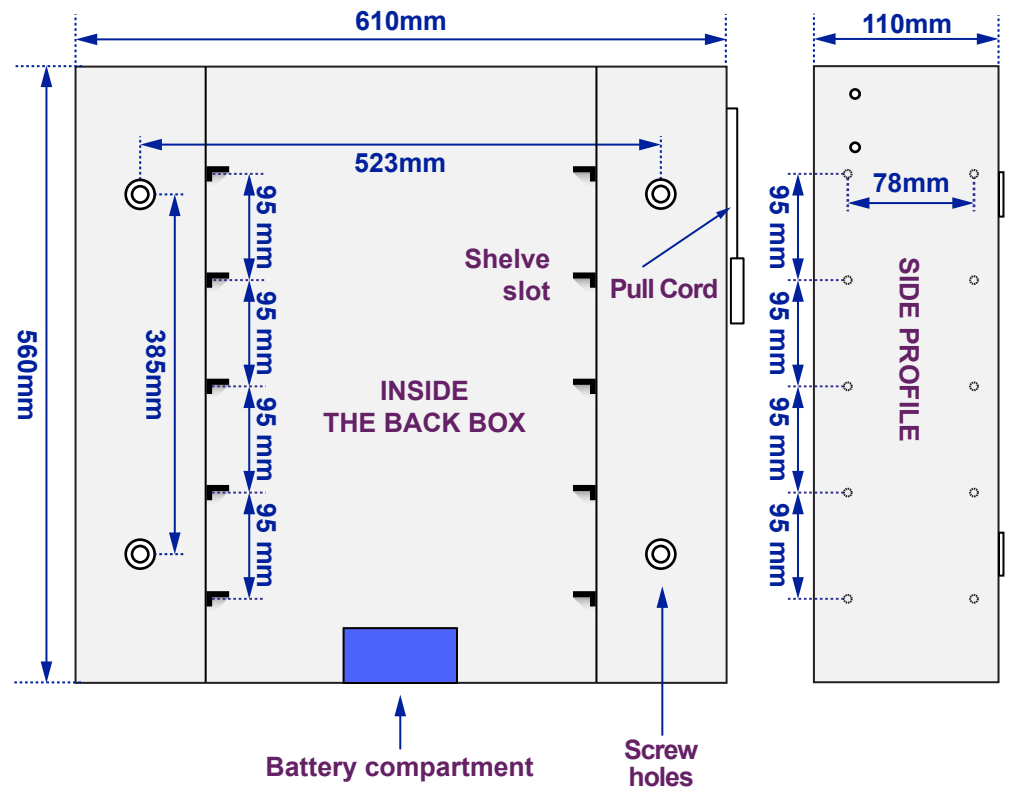 610mm
110mm
523mm
78mm
95 mm
95 mm
Shelve
slot
Pull Cord
SIDE PROFILE
95 mm
95 mm
560mm
385mm
INSIDE
THE BACK BOX
95 mm
95 mm
95 mm
95 mm
Battery compartment
Screw
holes